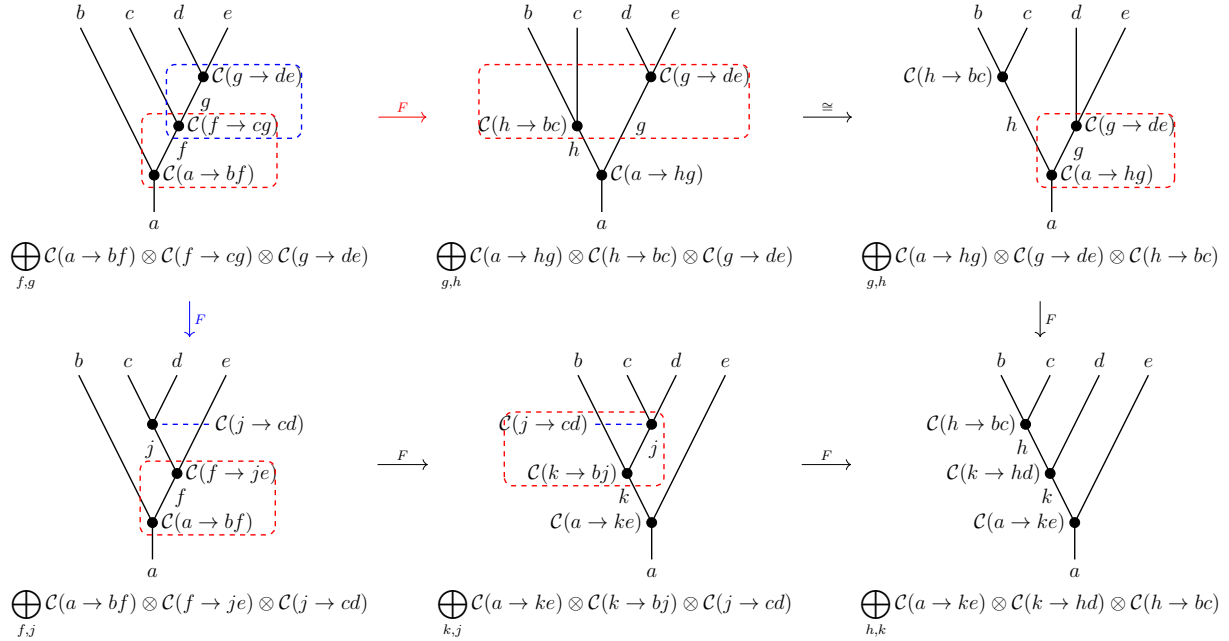 b c d e
b c d e
b c d e
𝒞(g → de)
𝒞(g → de)
𝒞(h → bc)
g
F
≅
𝒞(f → cg)
𝒞(h → bc)
g
h
𝒞(g → de)
f
h
g
𝒞(a → bf)
𝒞(a → hg)
𝒞(a → hg)
a
a
a
⨁_{f,g} 𝒞(a → bf) ⊗ 𝒞(f → cg) ⊗ 𝒞(g → de)
⨁_{g,h} 𝒞(a → hg) ⊗ 𝒞(h → bc) ⊗ 𝒞(g → de)
⨁_{g,h} 𝒞(a → hg) ⊗ 𝒞(g → de) ⊗ 𝒞(h → bc)
F
F
b c d e
b c d e
b c d e
𝒞(j → cd)
𝒞(j → cd)
𝒞(h → bc)
j
j
h
F
F
𝒞(f → je)
𝒞(k → bj)
𝒞(k → hd)
f
k
k
𝒞(a → bf)
𝒞(a → ke)
𝒞(a → ke)
a
a
a
⨁_{f,j} 𝒞(a → bf) ⊗ 𝒞(f → je) ⊗ 𝒞(j → cd)
⨁_{k,j} 𝒞(a → ke) ⊗ 𝒞(k → bj) ⊗ 𝒞(j → cd)
⨁_{h,k} 𝒞(a → ke) ⊗ 𝒞(k → hd) ⊗ 𝒞(h → bc)